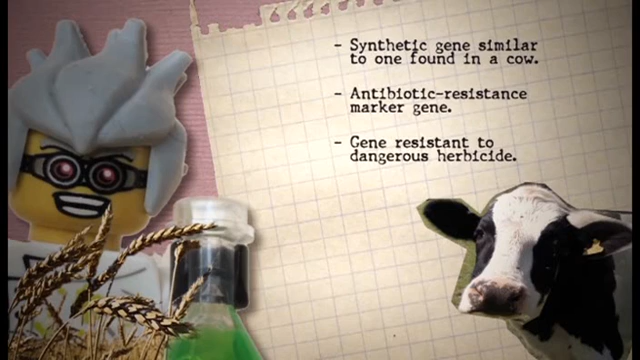 - Synthetic gene similar
to one found in a cow.
- Antibiotic-resistance
marker gene.
- Gene resistant to
dangerous herbicide.